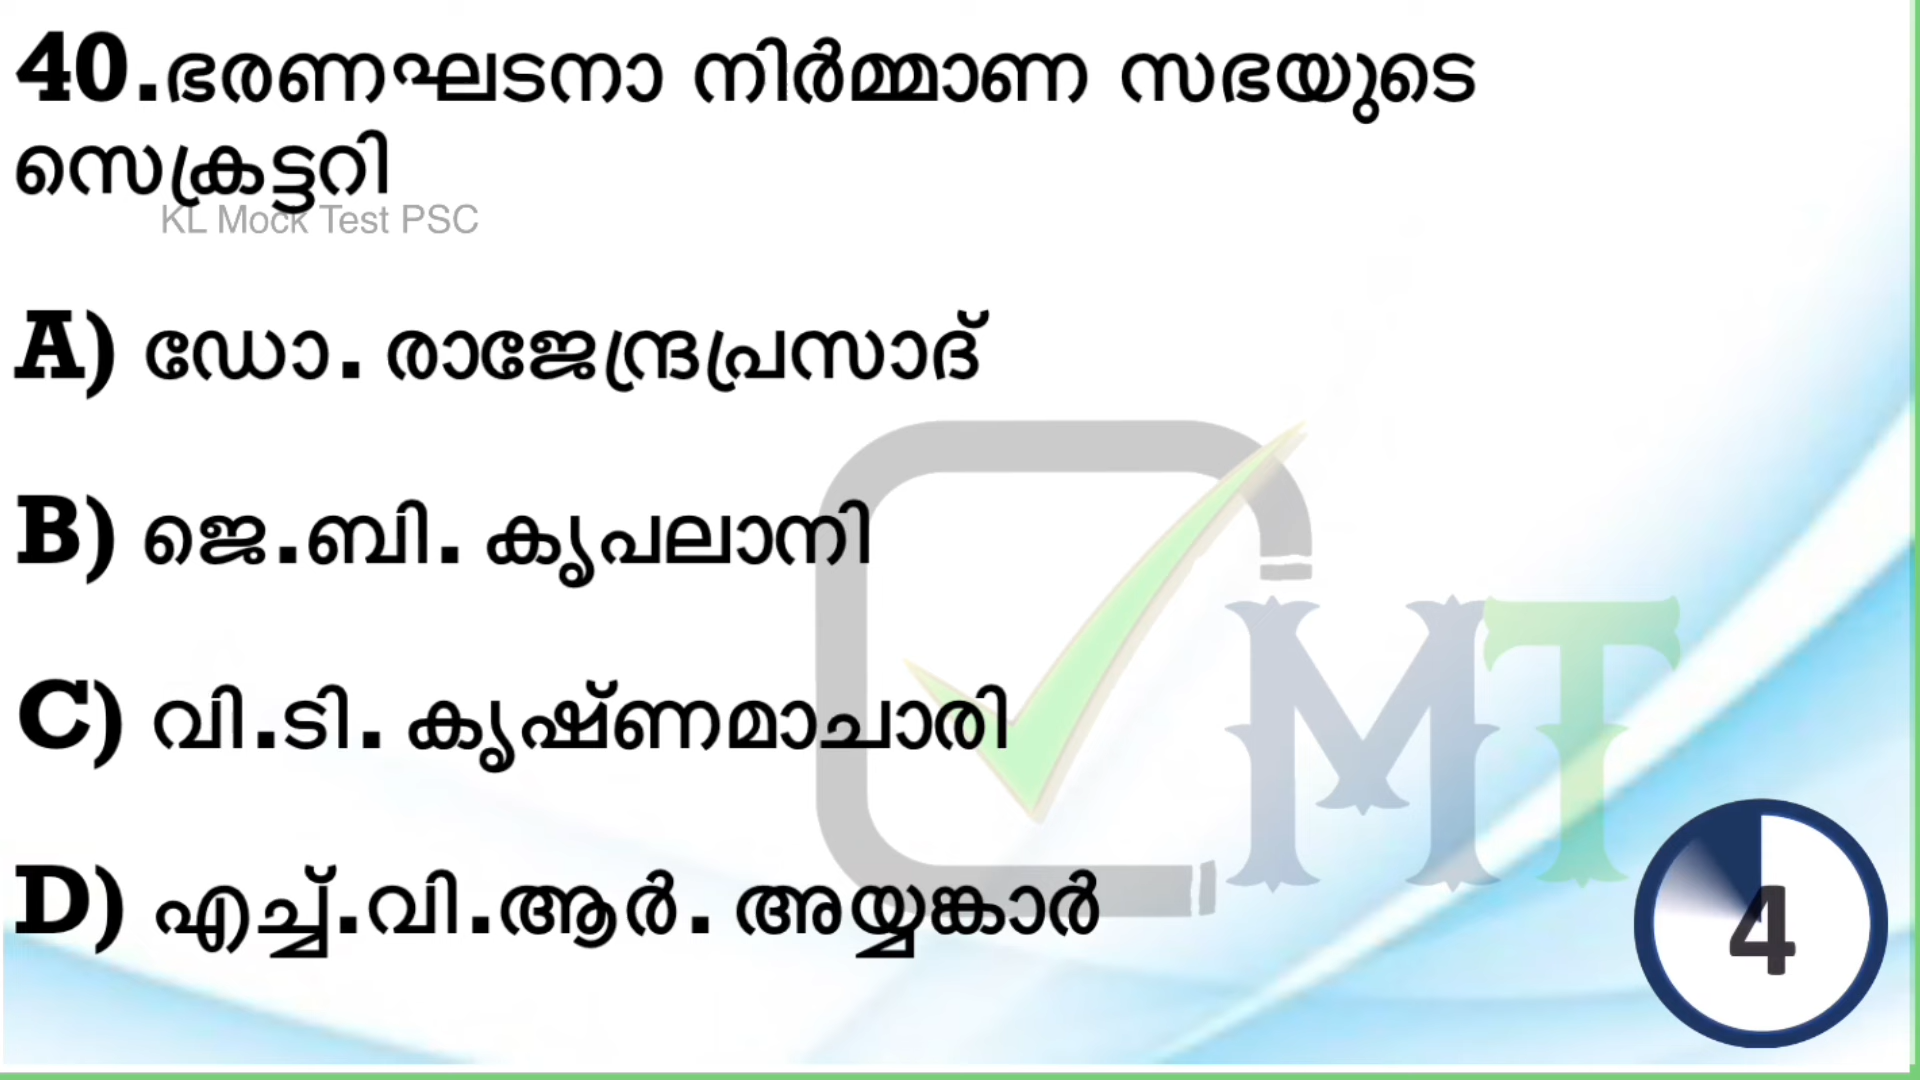 40.ഭരണഘടനാ നിർമ്മാണ സഭയുടെ
സെക്രട്ടറി
KL Mock Test PSC
A) ഡോ. രാജേന്ദ്രപ്രസാദ്
B) ജെ.ബി. കൃപലാനി
C) വി.ടി. കൃഷ്ണമാചാരി
D) എച്ച്.വി.ആർ. അയ്യങ്കാർ
MT
4